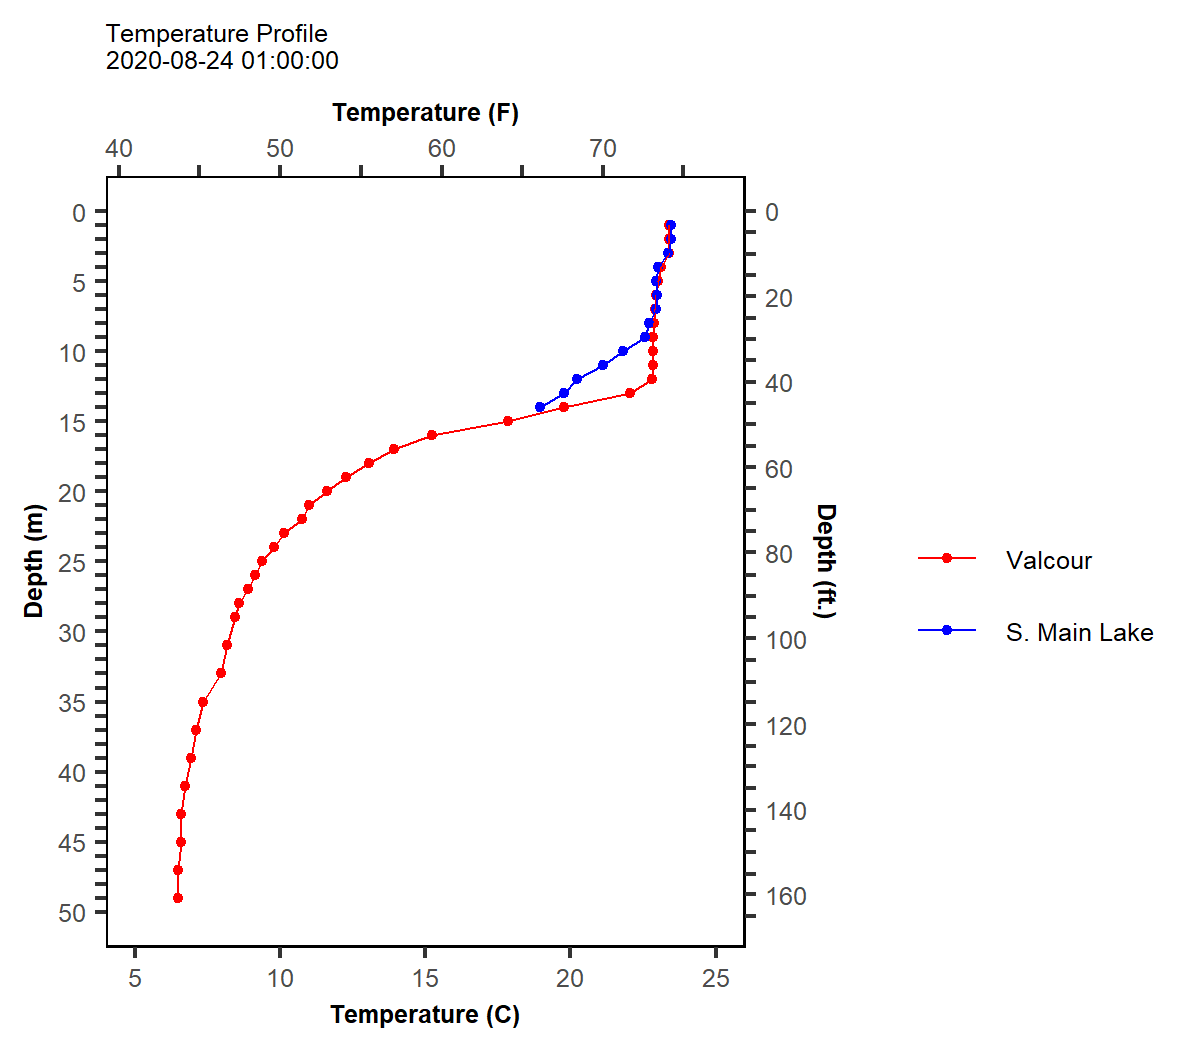 Temperature Profile
2020-08-24 01:00:00
Temperature (F)
40 50 60 70
0
5
10
15
20
25
30
35
40
45
50
Depth (m)
0
20
40
60
80
100
120
140
160
Depth (ft.)
Valcour
S. Main Lake
5 10 15 20 25
Temperature (C)